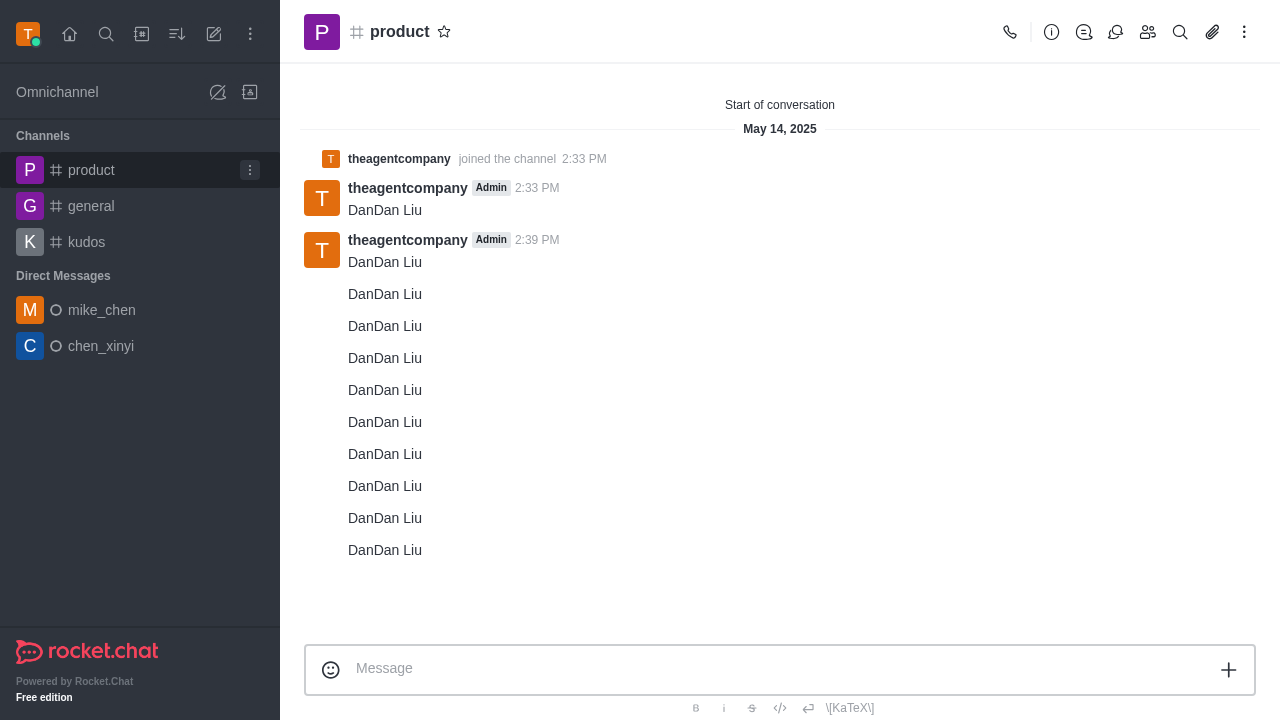 T
Omnichannel
Channels
P product
G general
K kudos
Direct Messages
M mike_chen
C chen_xinyi
rocket.chat
Powered by Rocket.Chat
Free edition
P product
Start of conversation
May 14, 2025
T theagentcompany joined the channel 2:33 PM
T theagentcompany Admin 2:33 PM
DanDan Liu
T theagentcompany Admin 2:39 PM
DanDan Liu
DanDan Liu
DanDan Liu
DanDan Liu
DanDan Liu
DanDan Liu
DanDan Liu
DanDan Liu
DanDan Liu
DanDan Liu
Message
B i S \[KaTeX\]